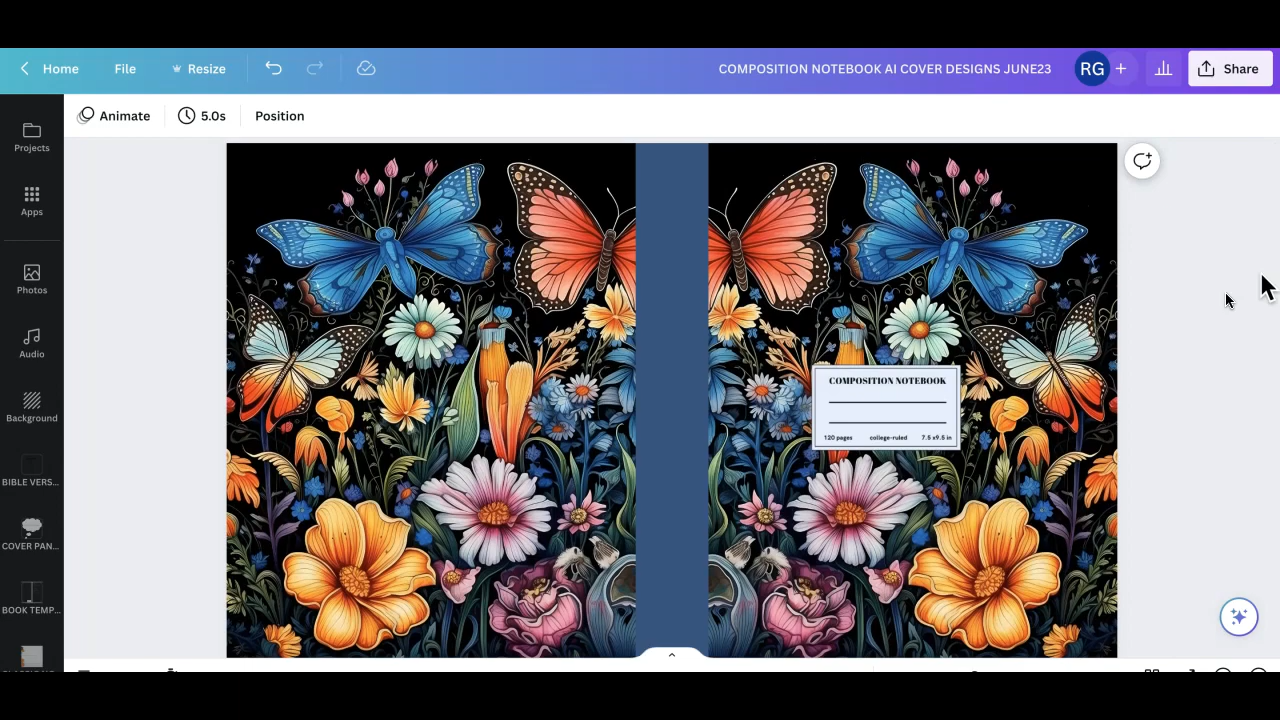 Home
File
Resize
COMPOSITION NOTEBOOK AI COVER DESIGNS JUNE23
RG
+
Share
Animate
5.0s
Position
Projects
Apps
Photos
Audio
Background
BIBLE VERS...
COVER PAN...
BOOK TEMP...
COMPOSITION NOTEBOOK
120 pages college-ruled 7.5 x9.5 in